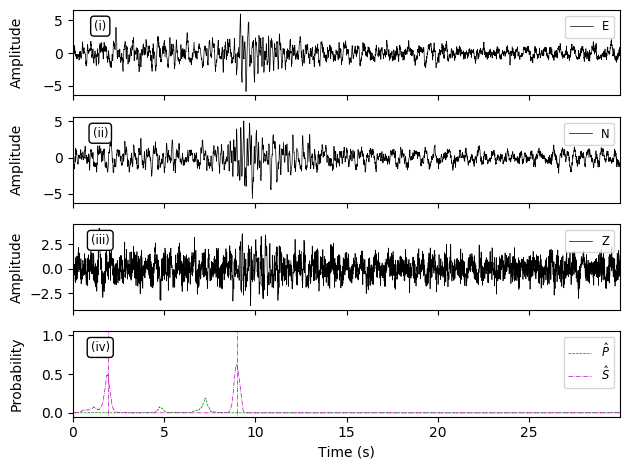 (i)
E
Amplitude
5
0
−5
(ii)
N
Amplitude
5
0
−5
(iii)
Z
Amplitude
2.5
0.0
−2.5
(iv)
P̂
Ŝ
Probability
1.0
0.5
0.0
0 5 10 15 20 25
Time (s)